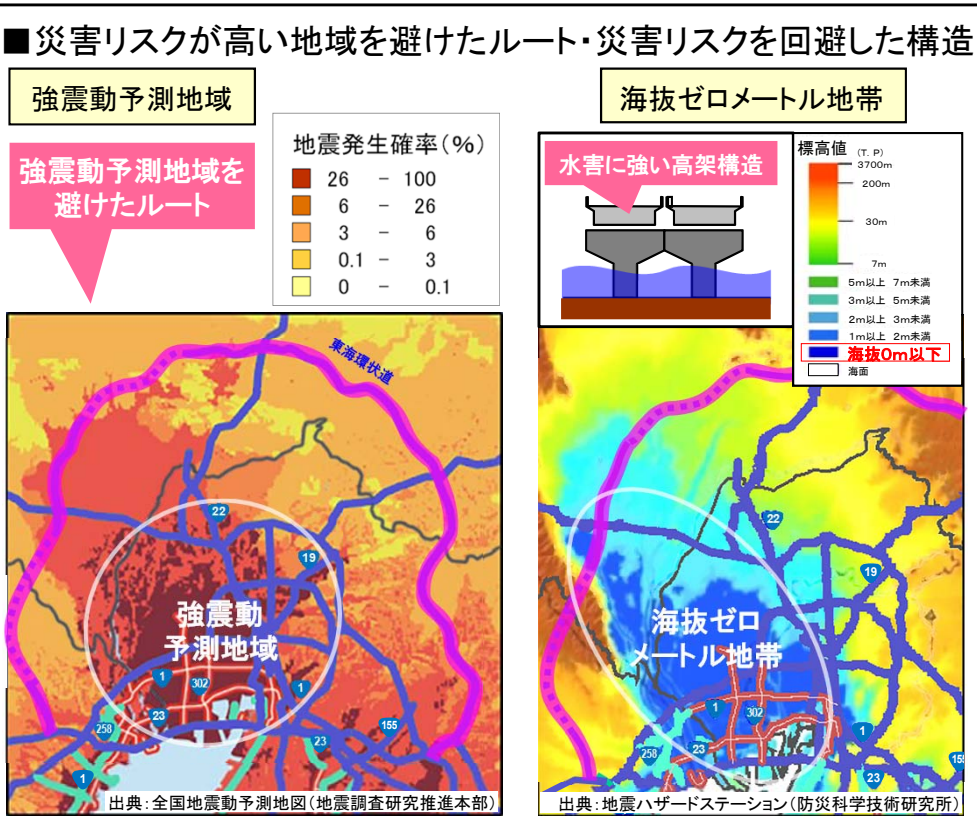 ■災害リスクが高い地域を避けたルート・災害リスクを回避した構造
強震動予測地域
強震動予測地域を
避けたルート
地震発生確率(%)
26 － 100
6 － 26
3 － 6
0.1 － 3
0 － 0.1
東海環状道
22
19
強震動
予測地域
1
302
1
23
258
155
23
1
出典:全国地震動予測地図(地震調査研究推進本部)
海抜ゼロメートル地帯
水害に強い高架構造
標高値 (T. P)
3700m
200m
30m
7m
5m以上 7m未満
3m以上 5m未満
2m以上 3m未満
1m以上 2m未満
海抜0m以下
海面
22
19
海抜ゼロ
メートル地帯
1
302
1
23
258
155
23
出典:地震ハザードステーション(防災科学技術研究所)